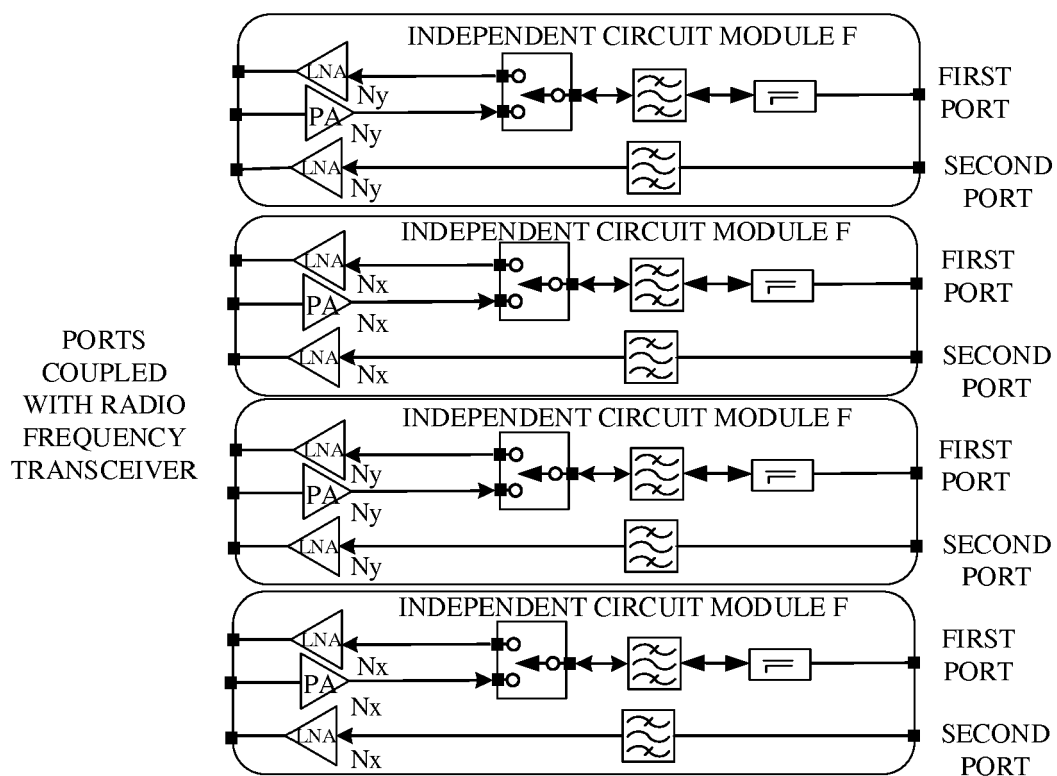 INDEPENDENT CIRCUIT MODULE F
LNA
Ny
PA
Ny
LNA
Ny
FIRST
PORT
SECOND
PORT
INDEPENDENT CIRCUIT MODULE F
LNA
Nx
PA
Nx
LNA
Nx
FIRST
PORT
SECOND
PORT
PORTS
COUPLED
WITH RADIO
FREQUENCY
TRANSCEIVER
INDEPENDENT CIRCUIT MODULE F
LNA
Ny
PA
Ny
LNA
Ny
FIRST
PORT
SECOND
PORT
INDEPENDENT CIRCUIT MODULE F
LNA
Nx
PA
Nx
LNA
Nx
FIRST
PORT
SECOND
PORT